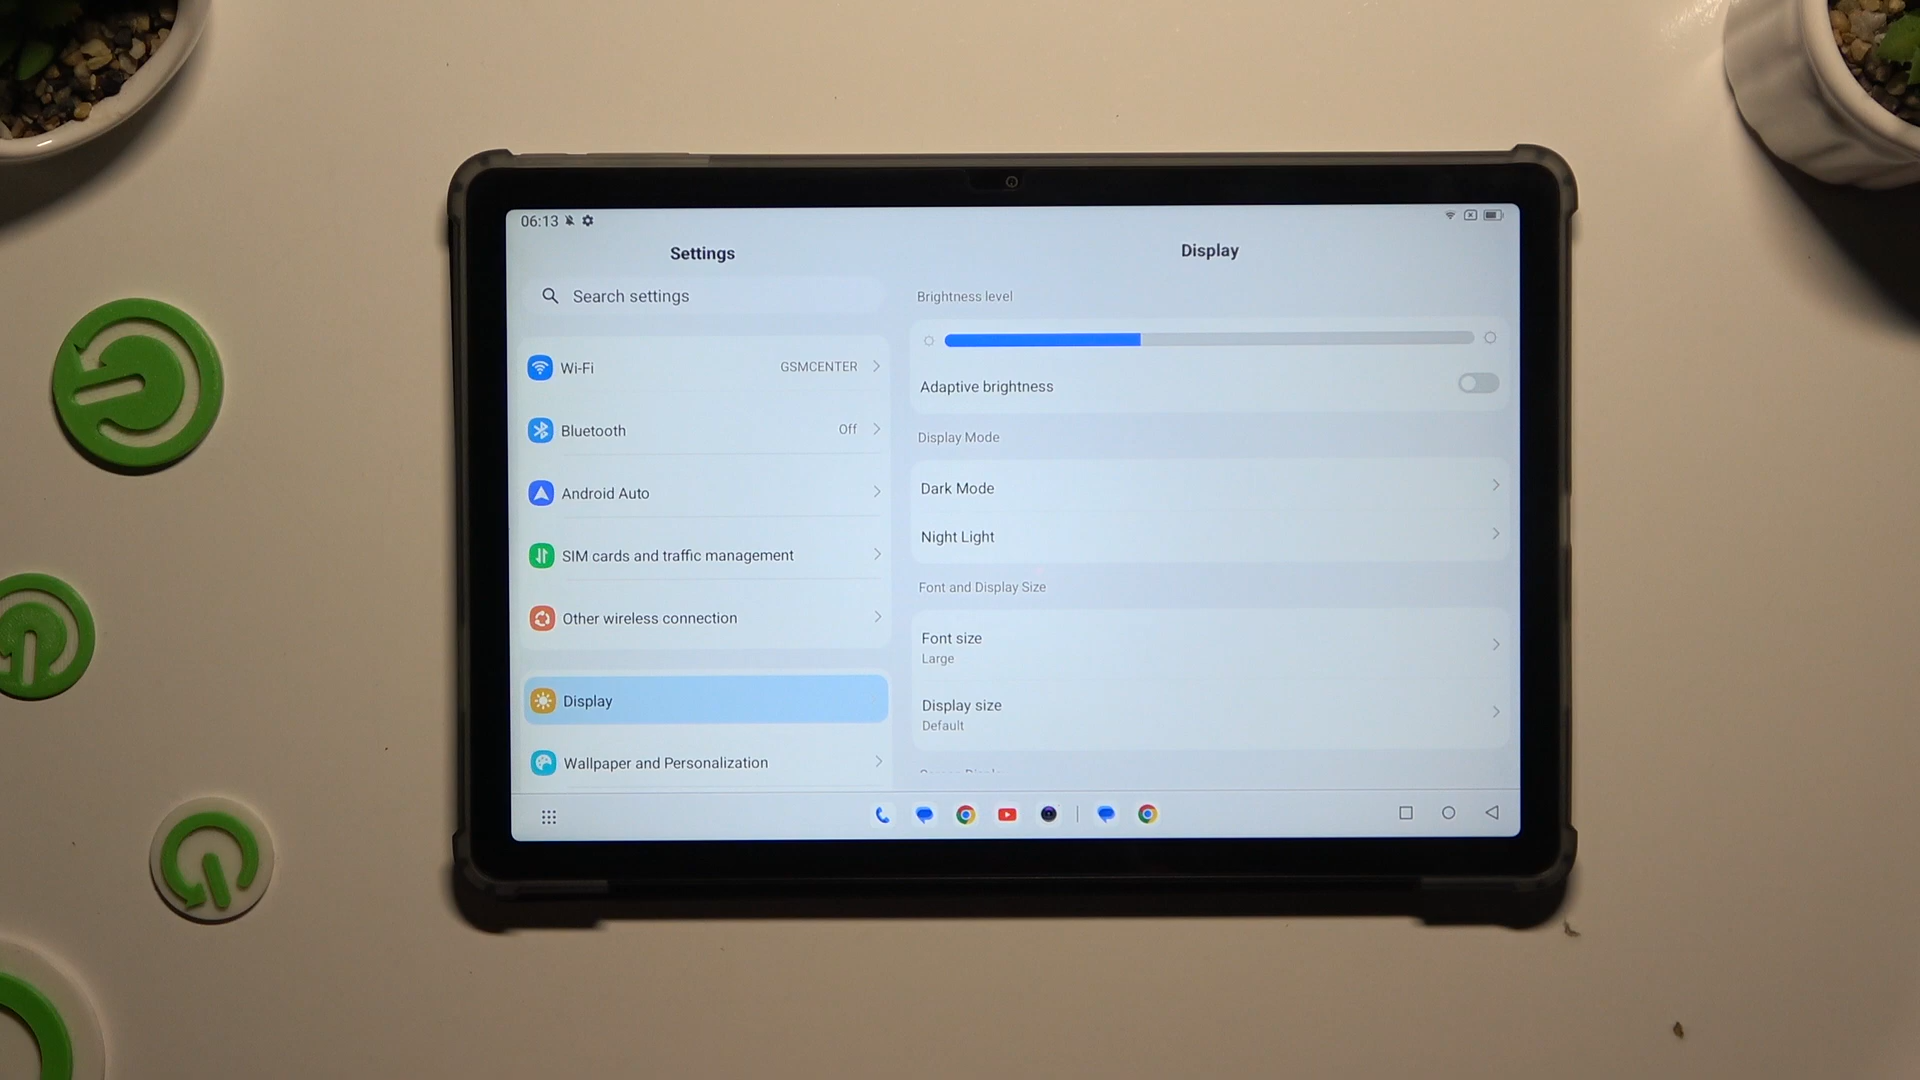 06:13
Settings
Search settings
Wi-Fi GSMCENTER
Bluetooth Off
Android Auto
SIM cards and traffic management
Other wireless connection
Display
Wallpaper and Personalization
Display
Brightness level
Adaptive brightness
Display Mode
Dark Mode
Night Light
Font and Display Size
Font size
Large
Display size
Default